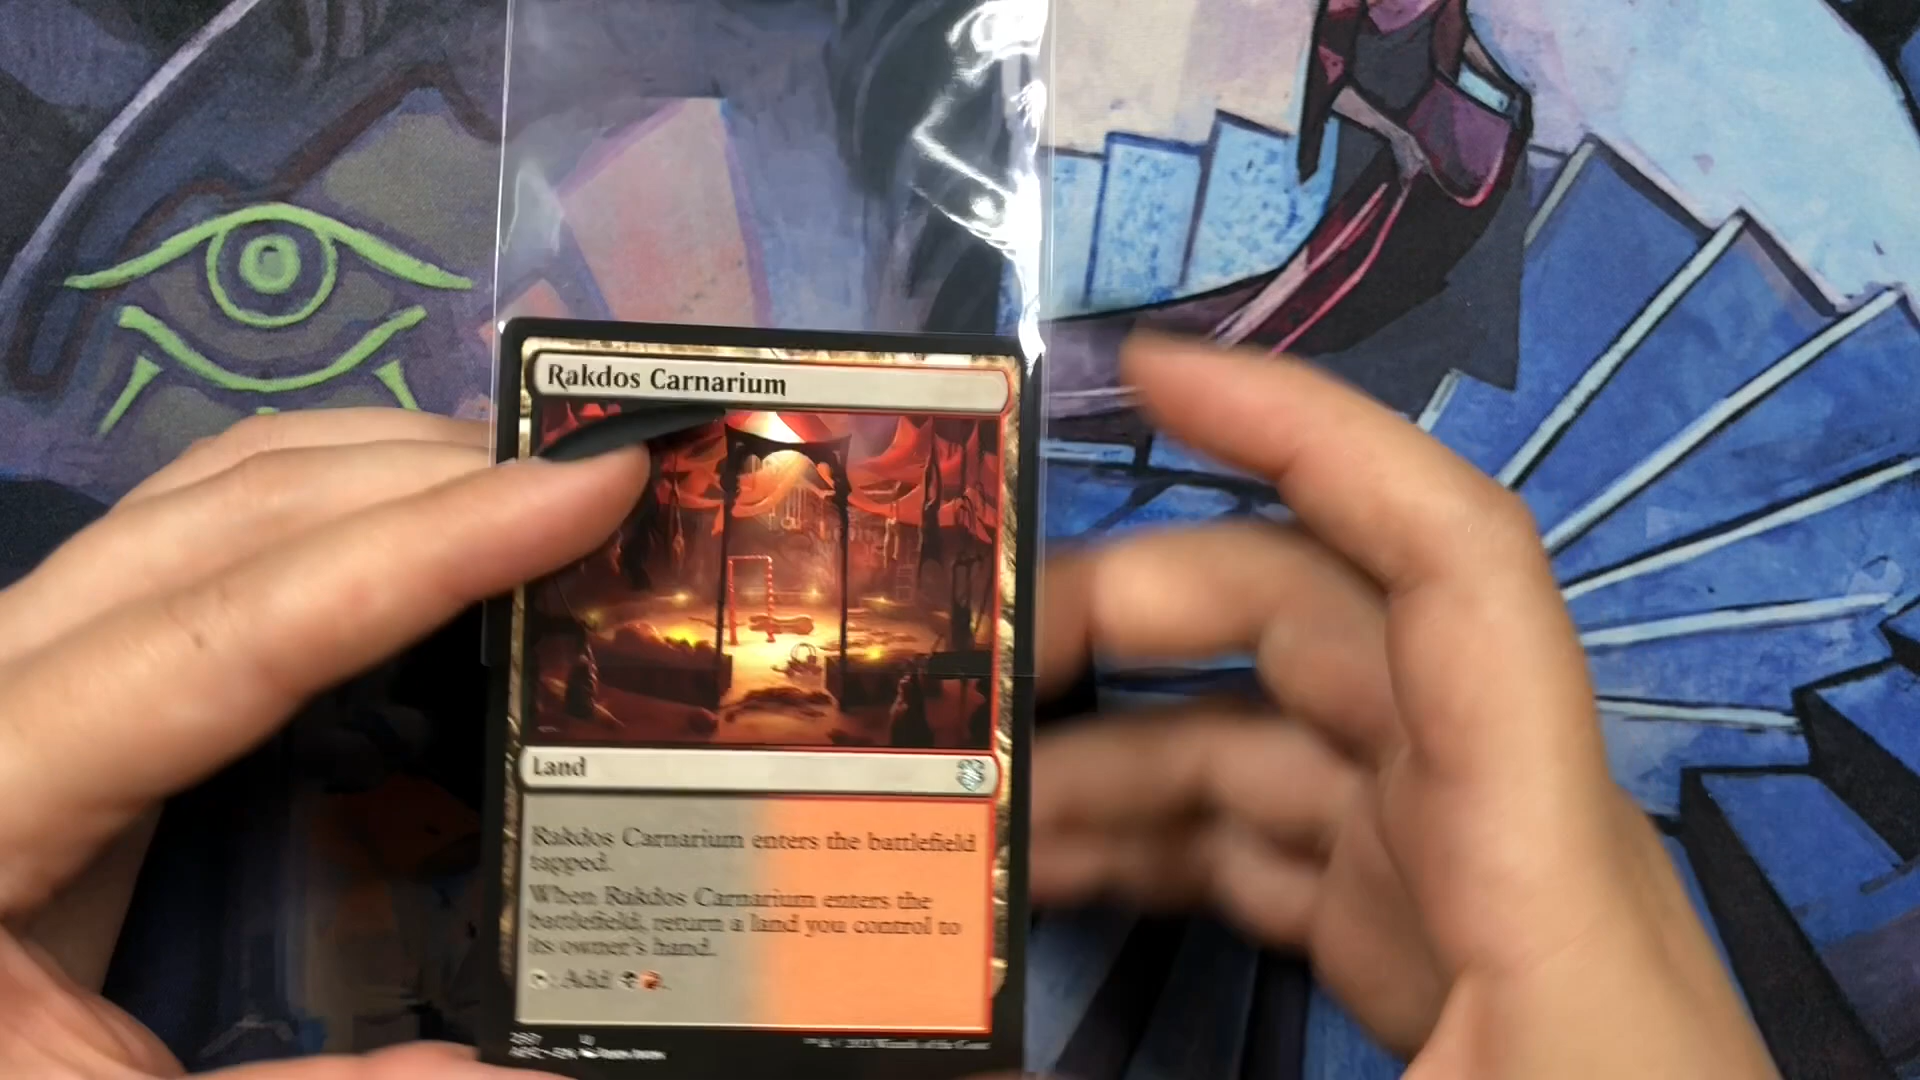 Rakdos Carnarium
Land
Rakdos Carnarium enters the battlefield
tapped.
When Rakdos Carnarium enters the
battlefield, return a land you control to
its owner's hand.
: Add